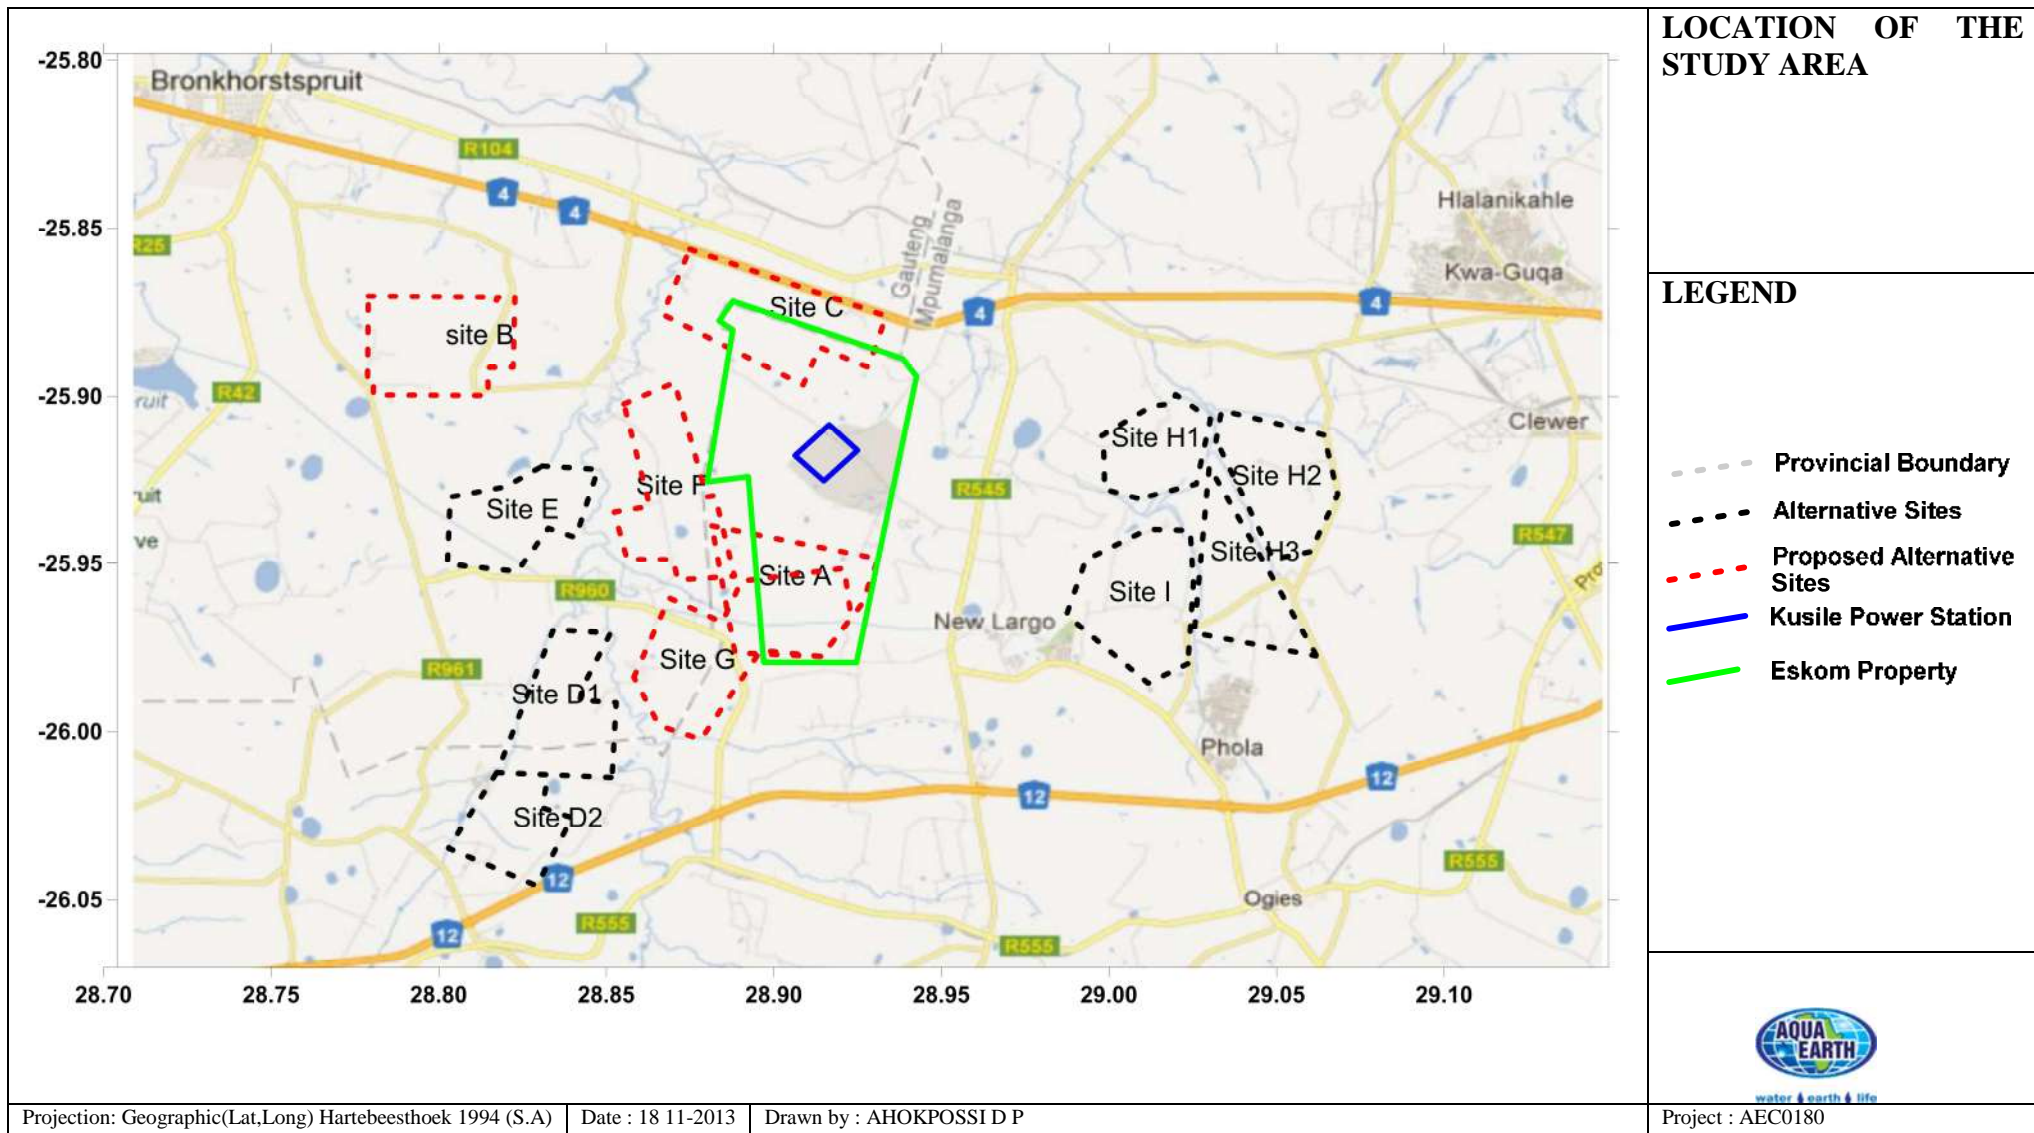 LOCATION OF THE
STUDY AREA
LEGEND
Provincial Boundary
Alternative Sites
Proposed Alternative
Sites
Kusile Power Station
Eskom Property
-25.80
-25.85
-25.90
-25.95
-26.00
-26.05
28.70
28.75
28.80
28.85
28.90
28.95
29.00
29.05
29.10
Bronkhorstspruit
R104
4
4
R25
Gauteng
Mpumalanga
Hlalanikahle
Kwa-Guqa
4
4
Site C
site B
R42
ruit
Clewer
Site H1
Site H2
Site F
R545
Site E
ruit
ve
R547
Site H3
Pro
Site A
R960
Site I
New Largo
Site G
R961
Site D1
Phola
12
12
Site D2
R555
12
Ogies
R555
12
R555
AQUA
EARTH
water earth life
Projection: Geographic(Lat,Long) Hartebeesthoek 1994 (S.A)
Date : 18 11-2013
Drawn by : AHOKPOSSI D P
Project : AEC0180